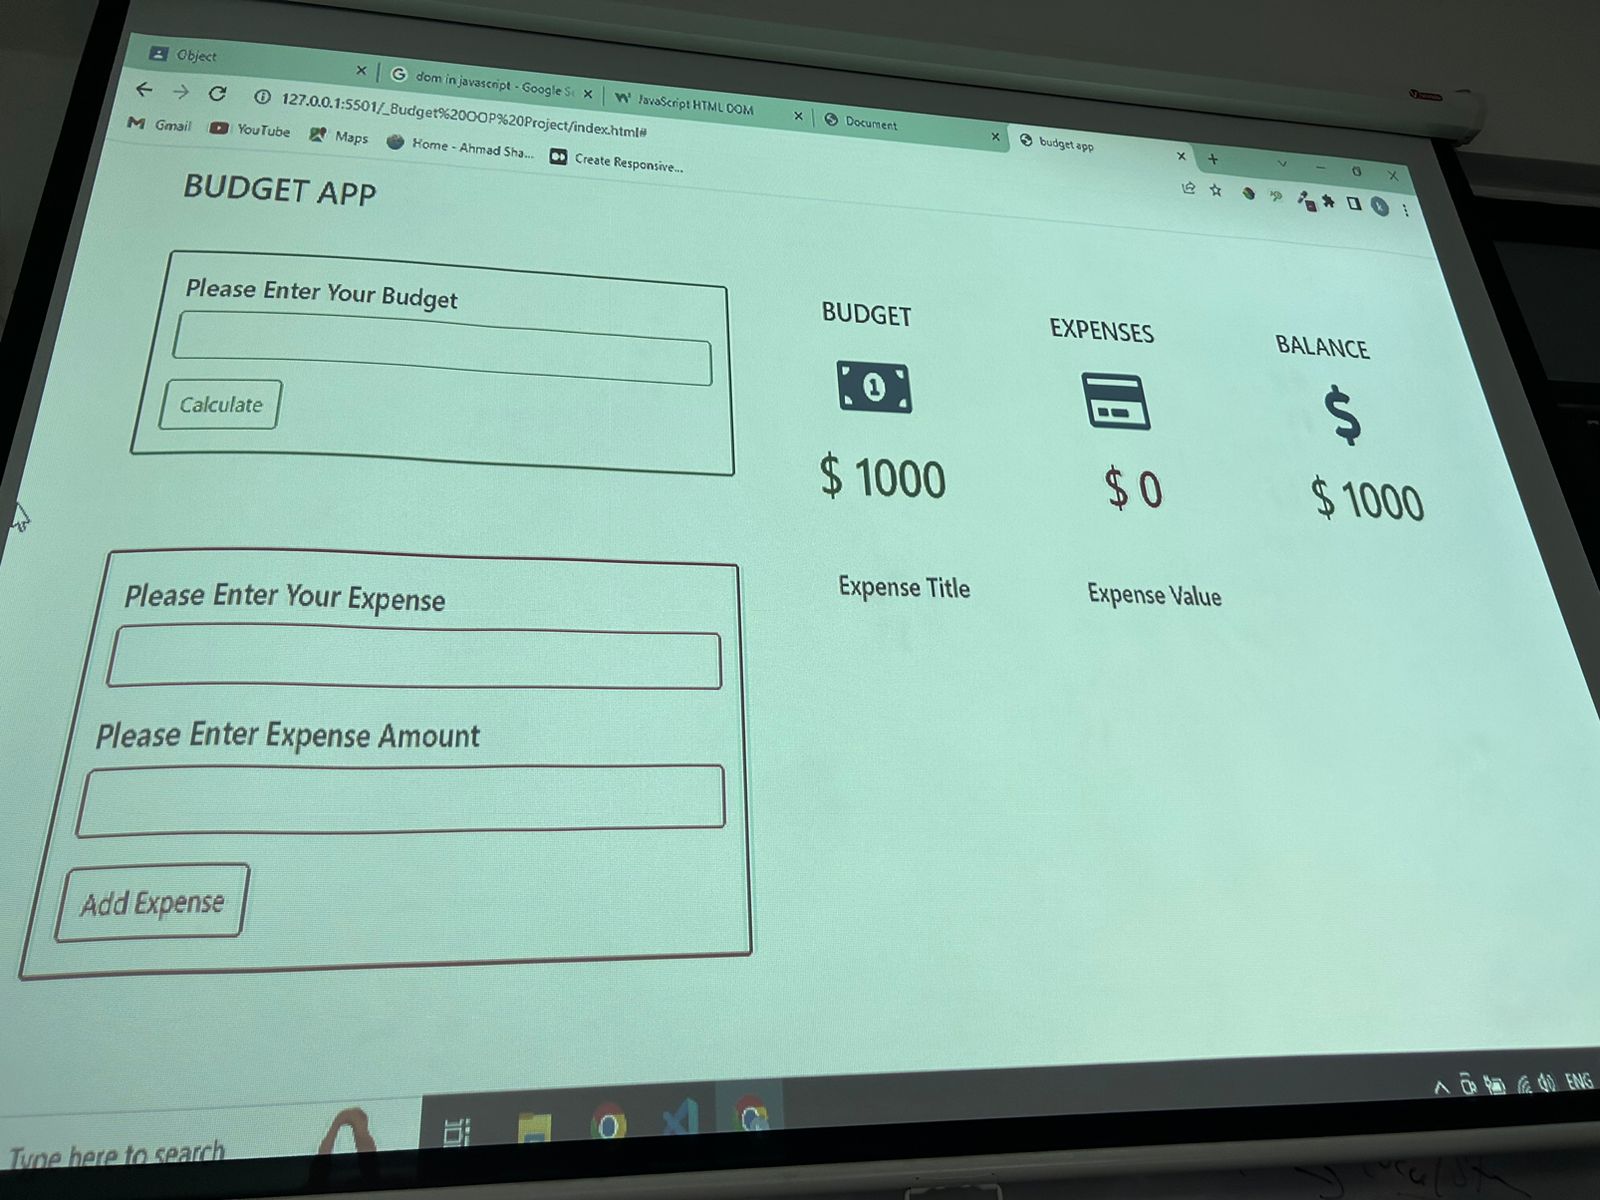 Object
dom in javascript - Google S
JavaScript HTML DOM
Document
budget app
127.0.0.1:5501/_Budget%20OOP%20Project/index.html#
Gmail
YouTube
Maps
Home - Ahmad Sha...
Create Responsive...
BUDGET APP
Please Enter Your Budget
Calculate
BUDGET
EXPENSES
BALANCE
$ 1000
$ 0
$ 1000
Please Enter Your Expense
Please Enter Expense Amount
Add Expense
Expense Title
Expense Value
Type here to search
ENG